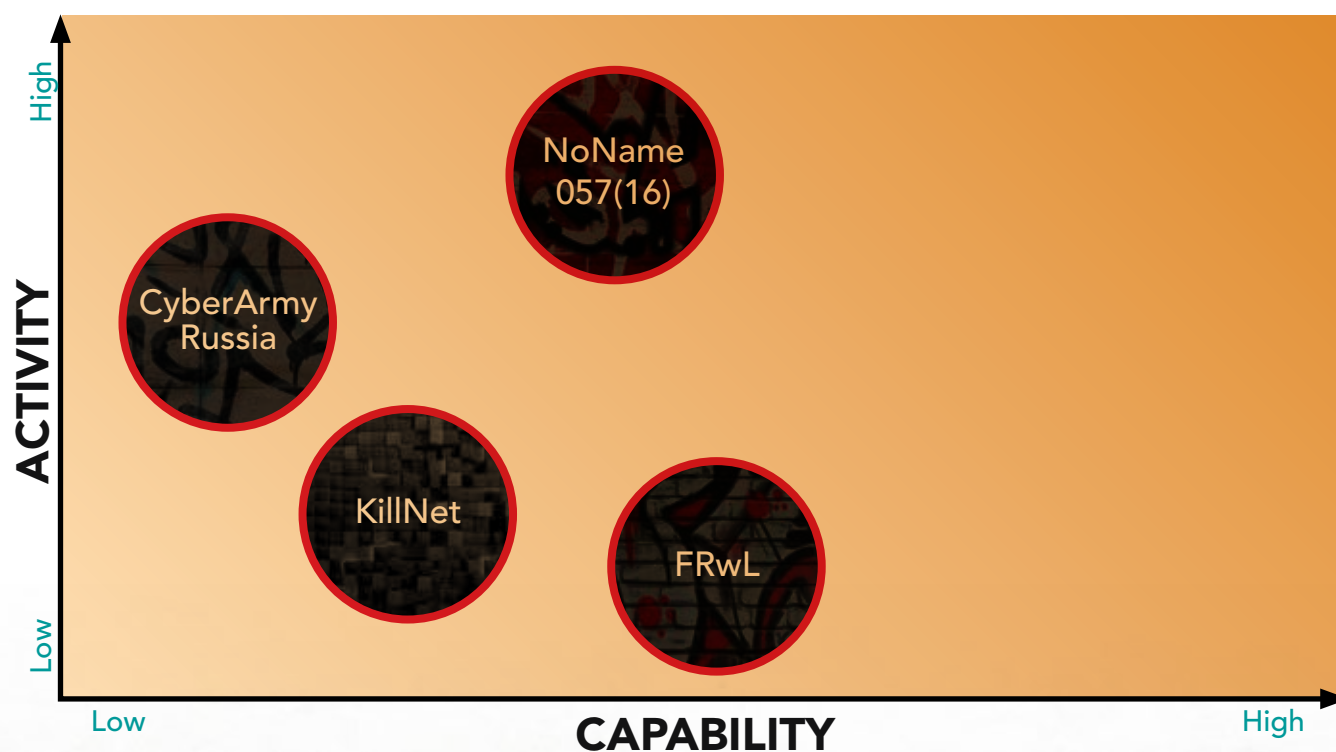 High
NoName
057(16)
CyberArmy
Russia
ACTIVITY
KillNet
FRwL
Low
Low
CAPABILITY
High